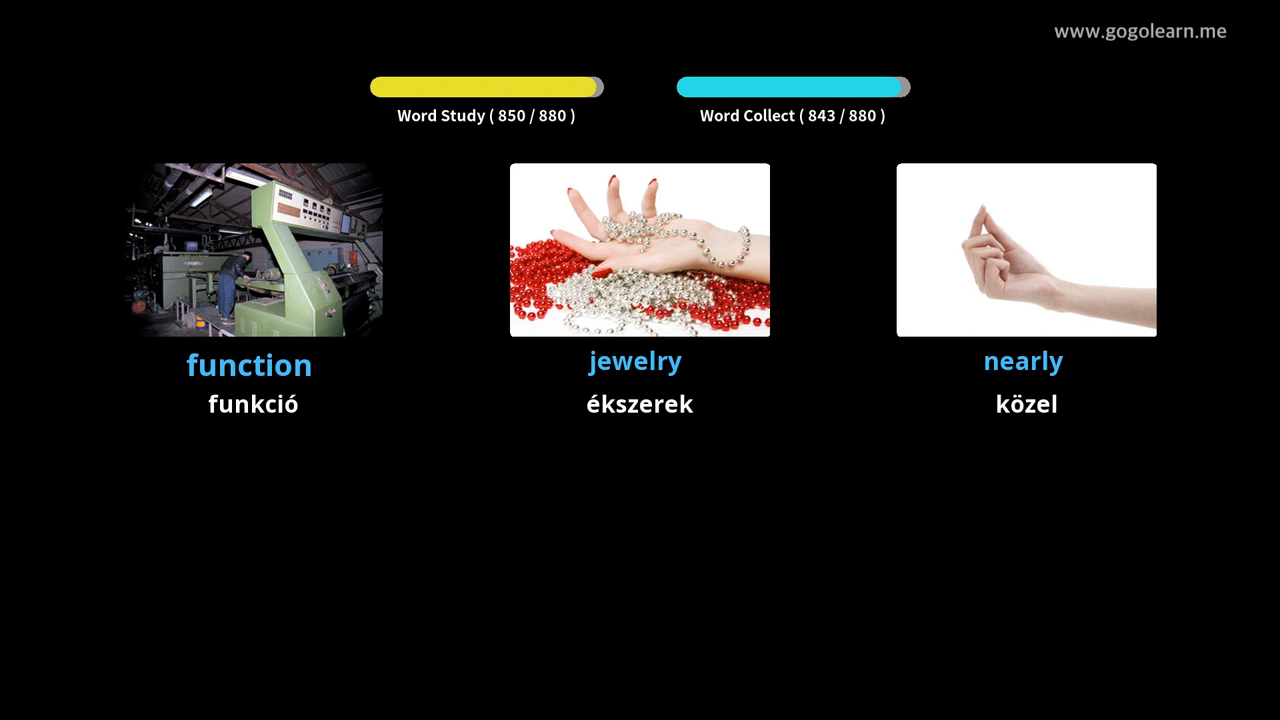 www.gogolearn.me
Word Study ( 850 / 880 )
Word Collect ( 843 / 880 )
function
jewelry
nearly
funkció
ékszerek
közel